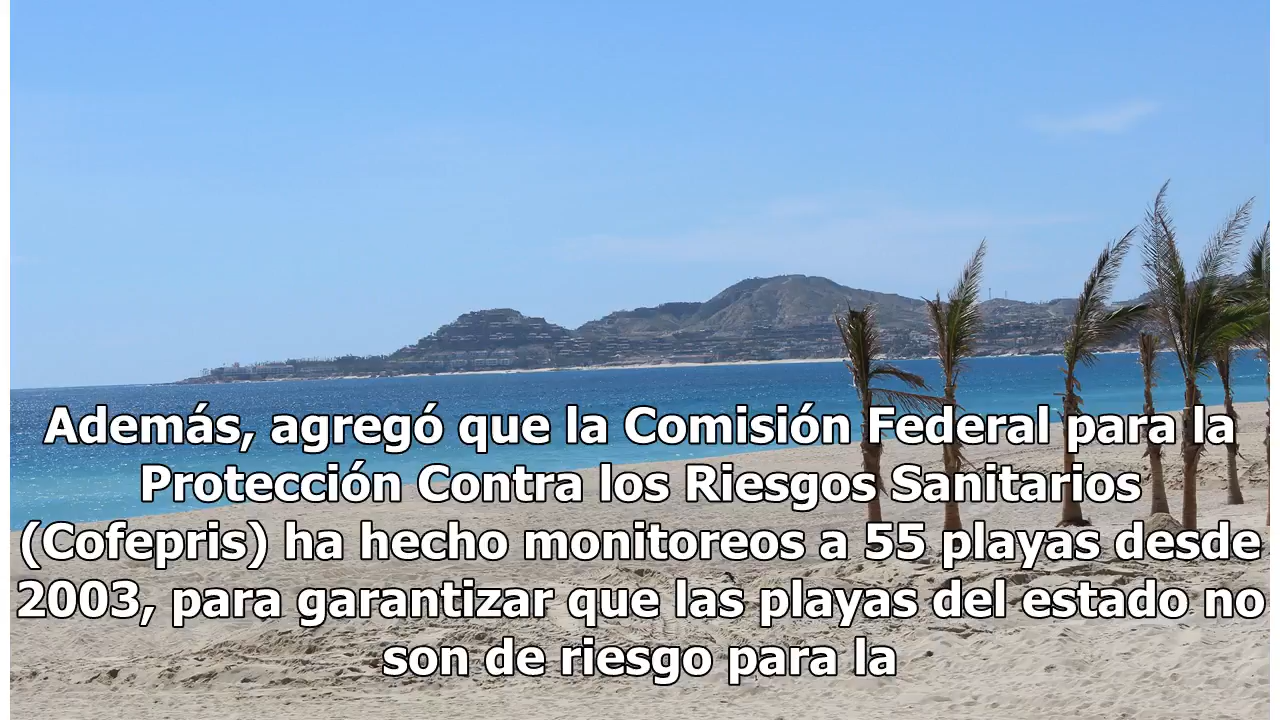 Además, agregó que la Comisión Federal para la
Protección Contra los Riesgos Sanitarios
(Cofepris) ha hecho monitoreos a 55 playas desde
2003, para garantizar que las playas del estado no
son de riesgo para la